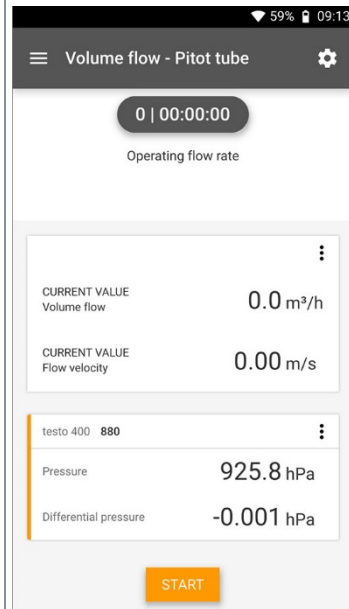 59% 09:13
Volume flow - Pitot tube
0 | 00:00:00
Operating flow rate
CURRENT VALUE
Volume flow
0.0 m³/h
CURRENT VALUE
Flow velocity
0.00 m/s
testo 400 880
Pressure
925.8 hPa
Differential pressure
-0.001 hPa
START